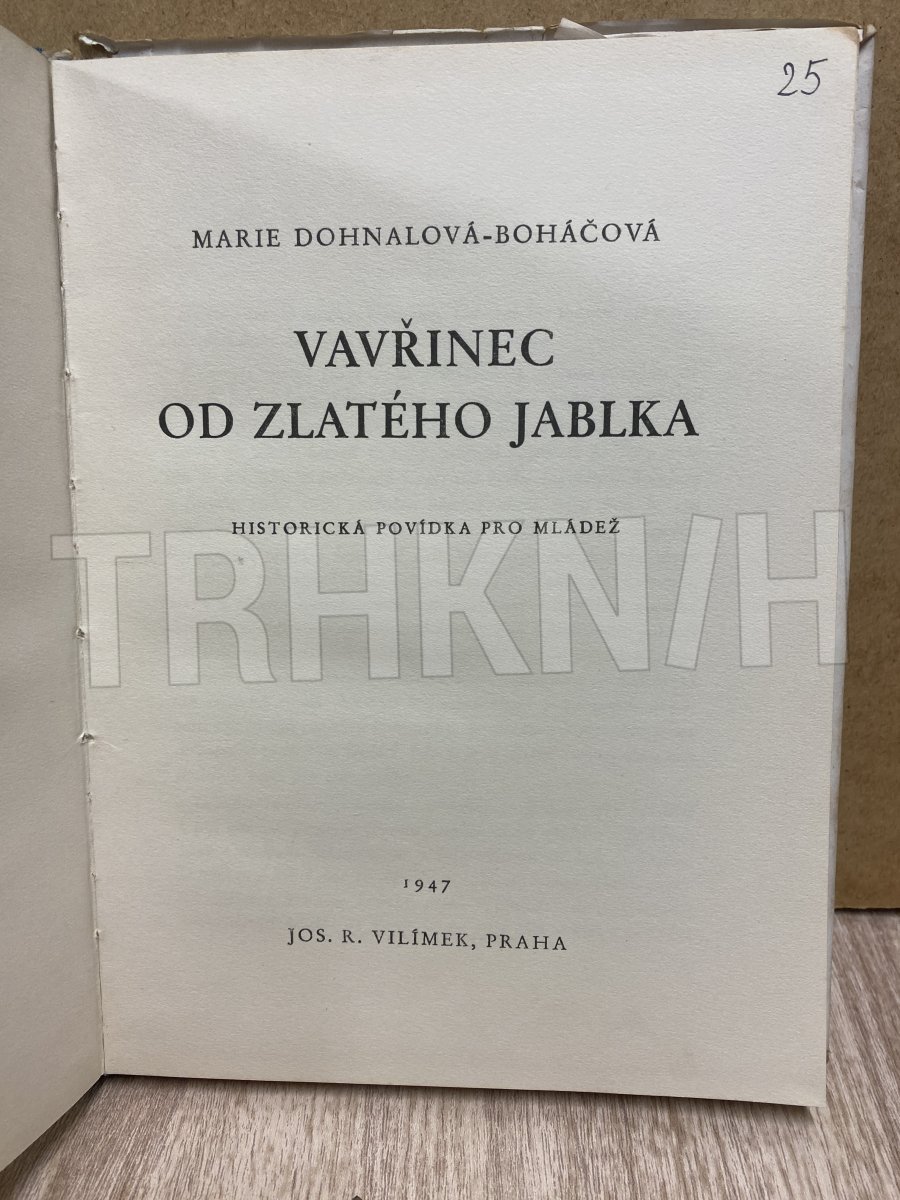 25
MARIE DOHNALOVÁ-BOHÁČOVÁ
VAVŘINEC
OD ZLATÉHO JABLKA
HISTORICKÁ POVÍDKA PRO MLÁDEŽ
TRHKNIH
1947
JOS. R. VILÍMEK, PRAHA